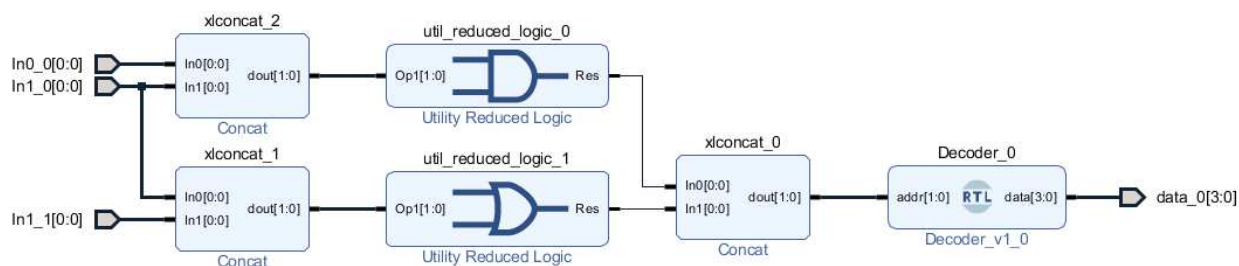 xlconcat_2
In0_0[0:0]
In1_0[0:0]
In0[0:0]
In1[0:0]
dout[1:0]
Concat
util_reduced_logic_0
Op1[1:0]
Res
Utility Reduced Logic
xlconcat_1
In1_1[0:0]
In0[0:0]
In1[0:0]
dout[1:0]
Concat
util_reduced_logic_1
Op1[1:0]
Res
Utility Reduced Logic
xlconcat_0
In0[0:0]
In1[0:0]
dout[1:0]
Concat
Decoder_0
addr[1:0]
RTL
data[3:0]
Decoder_v1_0
data_0[3:0]